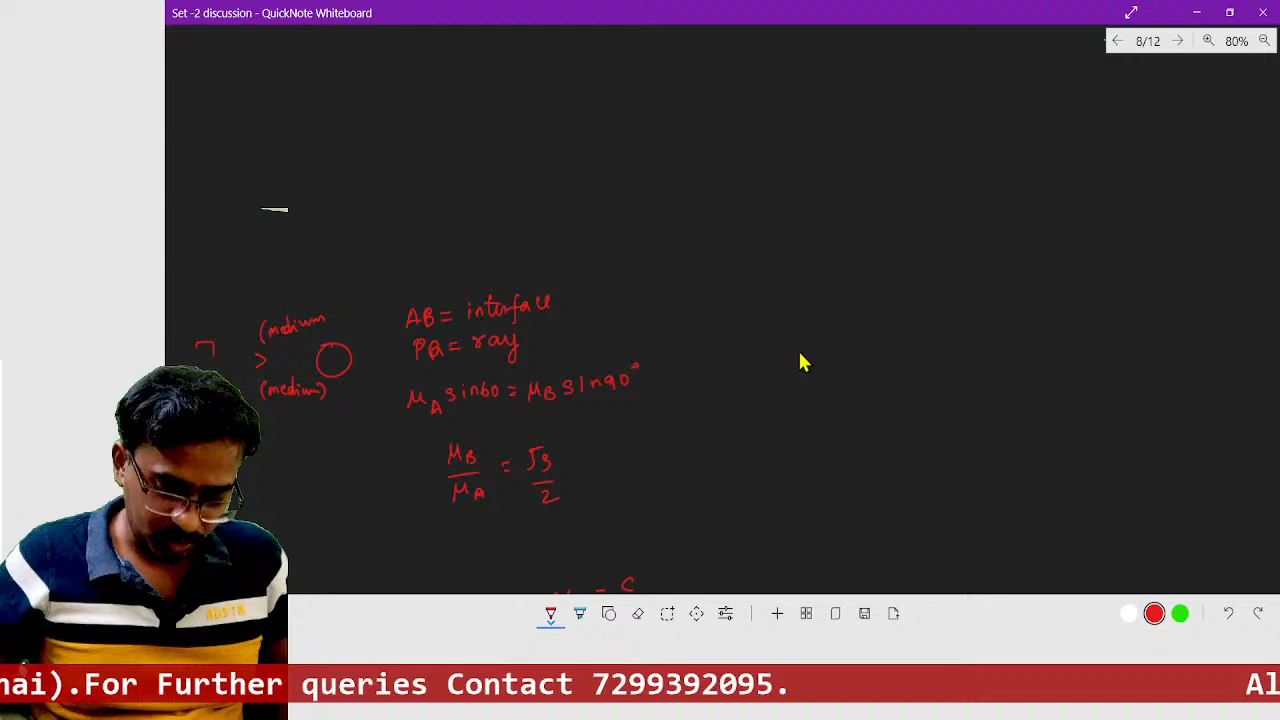 Set -2 discussion - QuickNote Whiteboard
8/12
80%
(medium
AB = interface
PQ = ray
(medium)
μA sin60 = μB sin90°
μB/μA = √3/2
= C
AUSTIN
nai).For Further queries Contact 7299392095.
Al